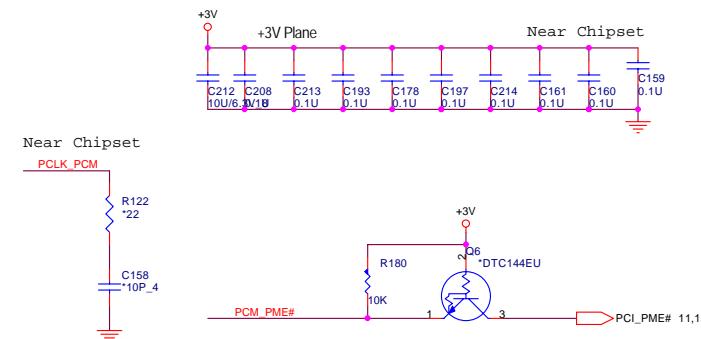 +3V
+3V Plane
Near Chipset
C212
10U/6.3V_8
C208
0.1U
C213
0.1U
C193
0.1U
C178
0.1U
C197
0.1U
C214
0.1U
C161
0.1U
C160
0.1U
C159
0.1U
Near Chipset
PCLK_PCM
R122
*22
C158
*10P_4
+3V
R180
10K
Q6
*DTC144EU
2
PCM_PME#
1
3
PCI_PME# 11,1